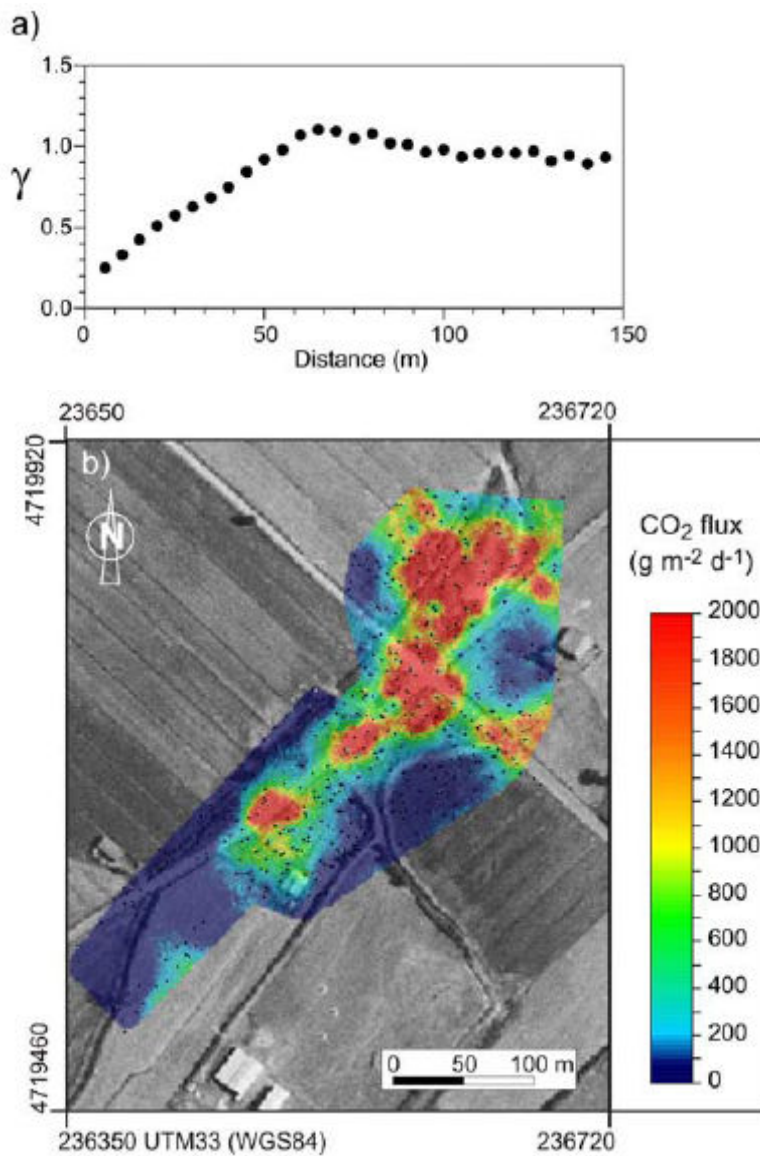 a)
1.5
1.0
γ
0.5
0.0
0 50 100 150
Distance (m)
23650 236720
4719920
b)
N
CO₂ flux
(g m⁻² d⁻¹)
2000
1800
1600
1400
1200
1000
800
600
400
200
0
4719460
0 50 100 m
236350 UTM33 (WGS84) 236720